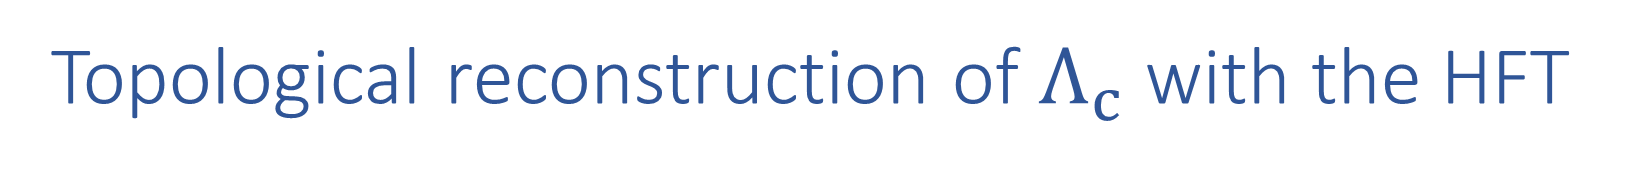 Topological reconstruction of Λc with the HFT